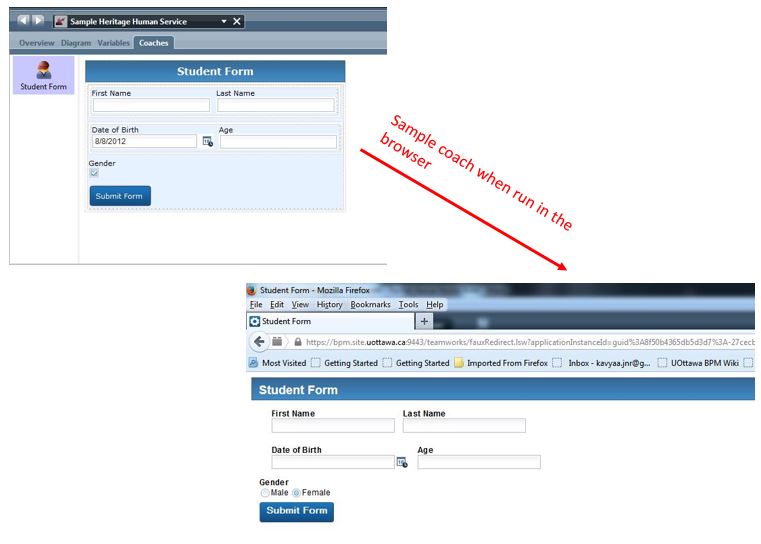 Sample Heritage Human Service
Overview Diagram Variables Coaches
Student Form
Student Form
First Name Last Name
Date of Birth Age
8/8/2012
Gender
Submit Form
Sample coach when run in the
browser
Student Form - Mozilla Firefox
File Edit View History Bookmarks Tools Help
Student Form
https://bpm.site.uottawa.ca:9443/teamworks/fauxRedirect.lsw?applicationInstanceId=guid%3A8f50b4365db5d3d7%3A-27cecb
Most Visited Getting Started Getting Started Imported From Firefox Inbox - kavyaa.jnr@g... UOttawa BPM Wiki
Student Form
First Name Last Name
Date of Birth Age
Gender
Male Female
Submit Form